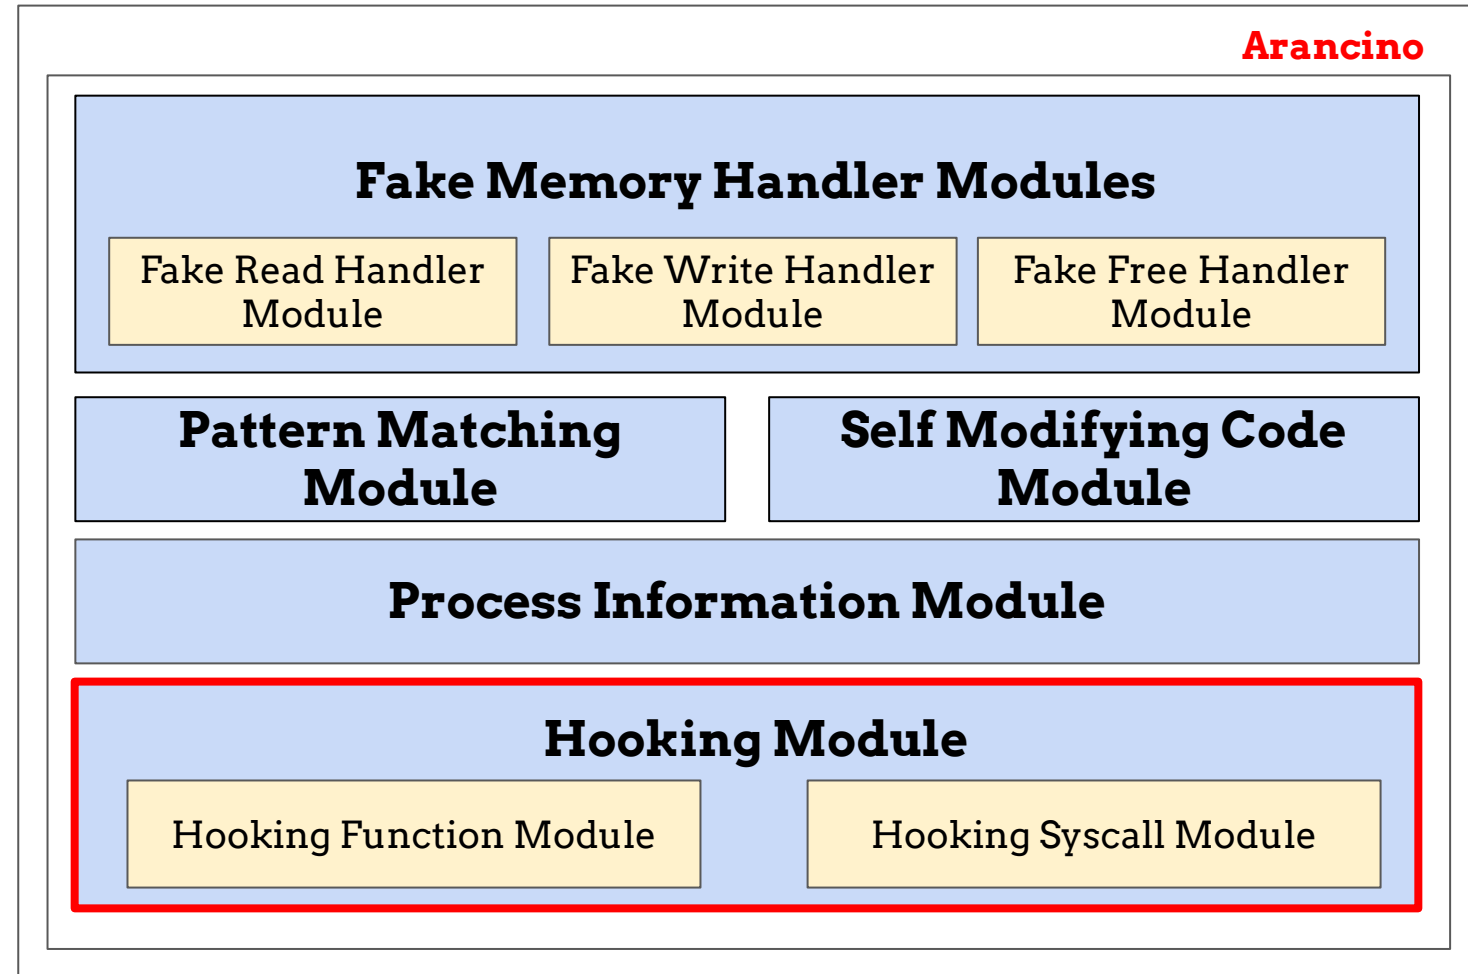 Arancino
Fake Memory Handler Modules
Fake Read Handler
Module
Fake Write Handler
Module
Fake Free Handler
Module
Pattern Matching
Module
Self Modifying Code
Module
Process Information Module
Hooking Module
Hooking Function Module
Hooking Syscall Module